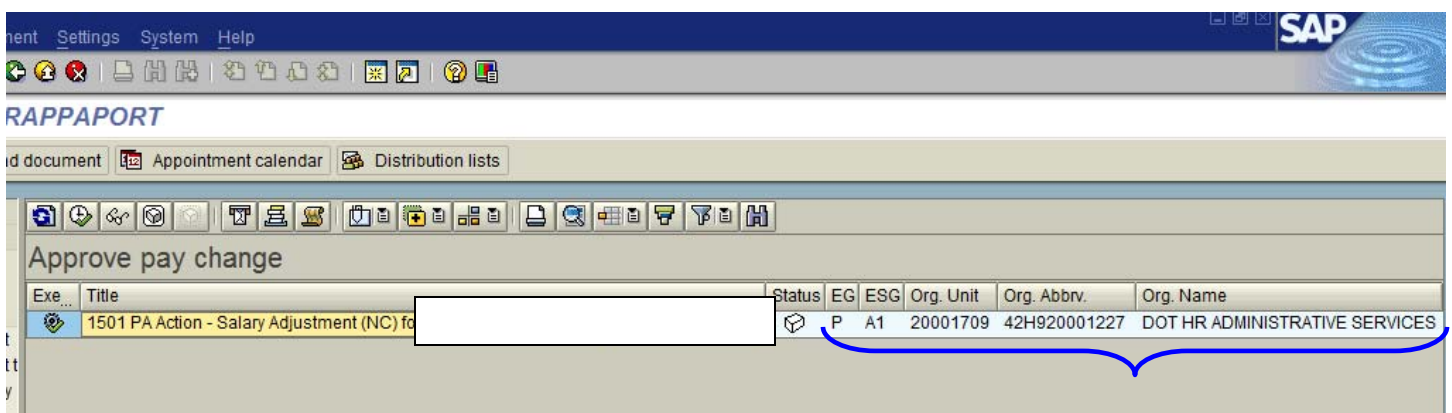 Settings System Help
SAP
RAPPAPORT
document Appointment calendar Distribution lists
Approve pay change
Exe... Title Status EG ESG Org. Unit Org. Abbrv. Org. Name
1501 PA Action - Salary Adjustment (NC) fo P A1 20001709 42H920001227 DOT HR ADMINISTRATIVE SERVICES